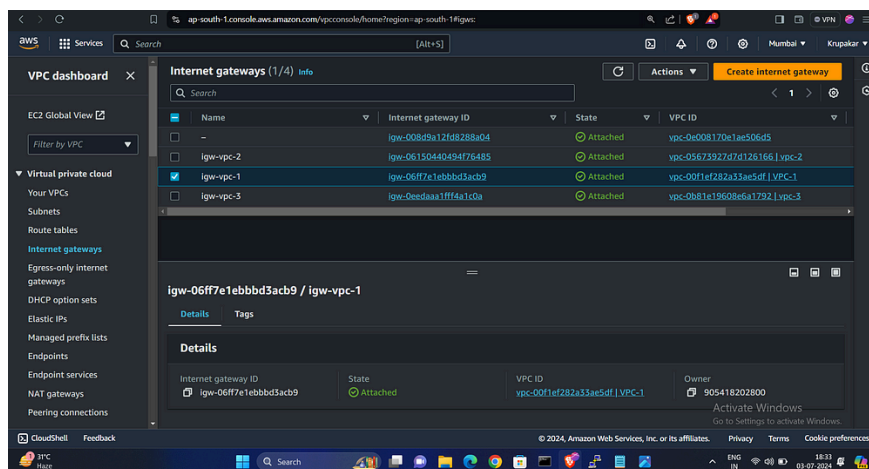 ap-south-1.console.aws.amazon.com/vpcconsole/home?region=ap-south-1#igws:
VPN
aws Services Search [Alt+S] Mumbai Krupakar
VPC dashboard
EC2 Global View
Filter by VPC
Virtual private cloud
Your VPCs
Subnets
Route tables
Internet gateways
Egress-only internet
gateways
DHCP option sets
Elastic IPs
Managed prefix lists
Endpoints
Endpoint services
NAT gateways
Peering connections
Internet gateways (1/4) Info Actions Create internet gateway
Search 1
Name Internet gateway ID State VPC ID
– igw-008d9a12fd8288a04 Attached vpc-0e008170e1ae506d5
igw-vpc-2 igw-06150440494f76485 Attached vpc-05673927d7d126166 | vpc-2
igw-vpc-1 igw-06ff7e1ebbbd3acb9 Attached vpc-00f1ef282a33ae5df | VPC-1
igw-vpc-3 igw-0eedaaa1fff4a1c0a Attached vpc-0b81e19608e6a1792 | vpc-3
igw-06ff7e1ebbbd3acb9 / igw-vpc-1
Details Tags
Details
Internet gateway ID State VPC ID Owner
igw-06ff7e1ebbbd3acb9 Attached vpc-00f1ef282a33ae5df | VPC-1 905418202800
Activate Windows
Go to Settings to activate Windows.
CloudShell Feedback © 2024, Amazon Web Services, Inc. or its affiliates. Privacy Terms Cookie preferences
31°C
Haze
Search
ENG
IN
18:33
03-07-2024